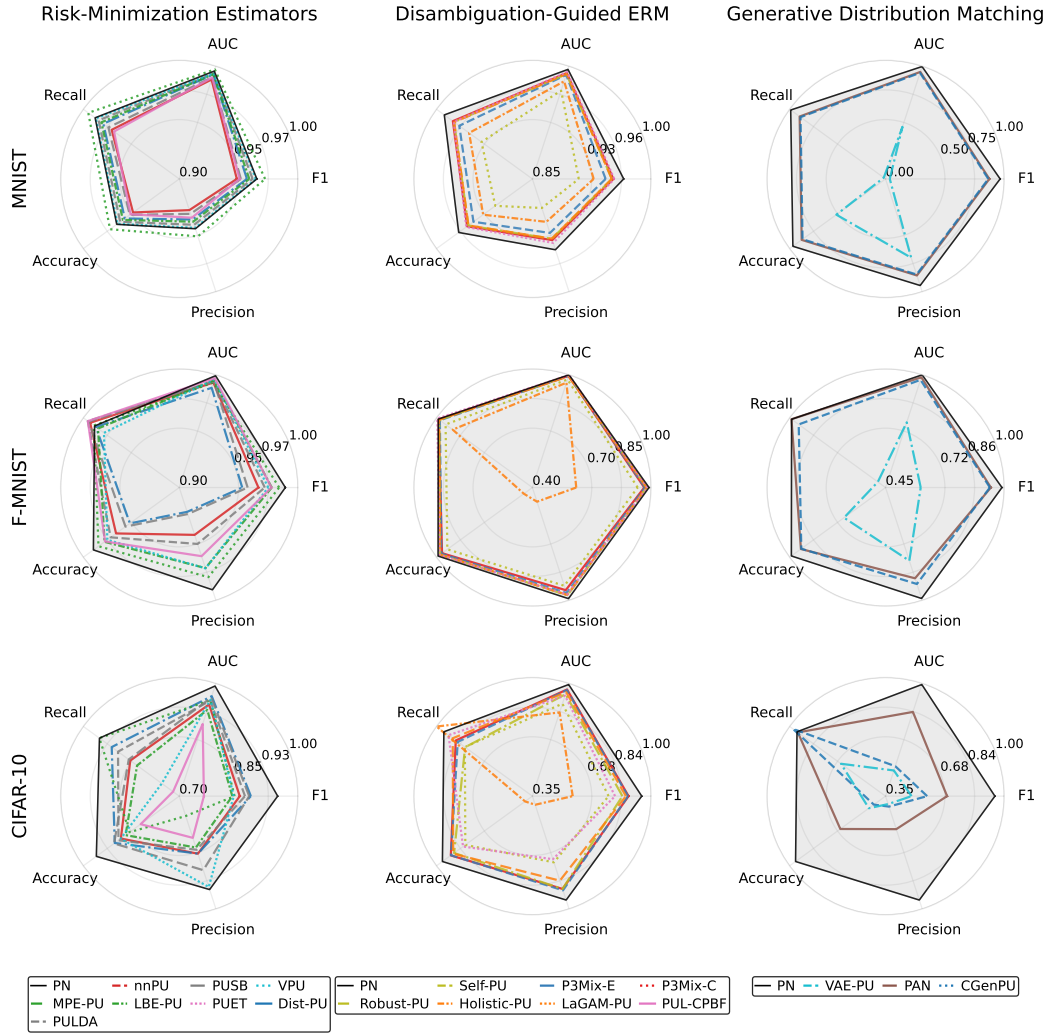 Risk-Minimization Estimators
Disambiguation-Guided ERM
Generative Distribution Matching
MNIST
AUC
Recall
1.00
0.97
0.95
0.90
F1
Accuracy
Precision
AUC
Recall
1.00
0.96
0.93
0.85
F1
Accuracy
Precision
AUC
Recall
1.00
0.75
0.50
0.00
F1
Accuracy
Precision
F-MNIST
AUC
Recall
1.00
0.97
0.95
0.90
F1
Accuracy
Precision
AUC
Recall
1.00
0.85
0.70
0.40
F1
Accuracy
Precision
AUC
Recall
1.00
0.86
0.72
0.45
F1
Accuracy
Precision
CIFAR-10
AUC
Recall
1.00
0.93
0.85
0.70
F1
Accuracy
Precision
AUC
Recall
1.00
0.84
0.68
0.35
F1
Accuracy
Precision
AUC
Recall
1.00
0.84
0.68
0.35
F1
Accuracy
Precision
PN nnPU PUSB VPU
MPE-PU LBE-PU PUET Dist-PU
PULDA
PN Self-PU P3Mix-E P3Mix-C
Robust-PU Holistic-PU LaGAM-PU PUL-CPBF
PN VAE-PU PAN CGenPU